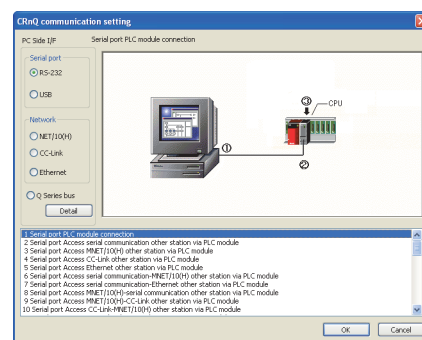 CRnQ communication setting
PC Side I/F
Serial port PLC module connection
Serial port
RS-232
USB
Network
NET/10(H)
CC-Link
Ethernet
Q Series bus
Detail
①
②
③
CPU
1 Serial port PLC module connection
2 Serial port Access serial communication other station via PLC module
3 Serial port Access MNET/10(H) other station via PLC module
4 Serial port Access CC-Link other station via PLC module
5 Serial port Access Ethernet other station via PLC module
6 Serial port Access serial communication-MNET/10(H) other station via PLC module
7 Serial port Access serial communication-Ethernet other station via PLC module
8 Serial port Access MNET/10(H)-serial communication other station via PLC module
9 Serial port Access MNET/10(H)-CC-Link other station via PLC module
10 Serial port Access CC-Link-MNET/10(H) other station via PLC module
OK
Cancel